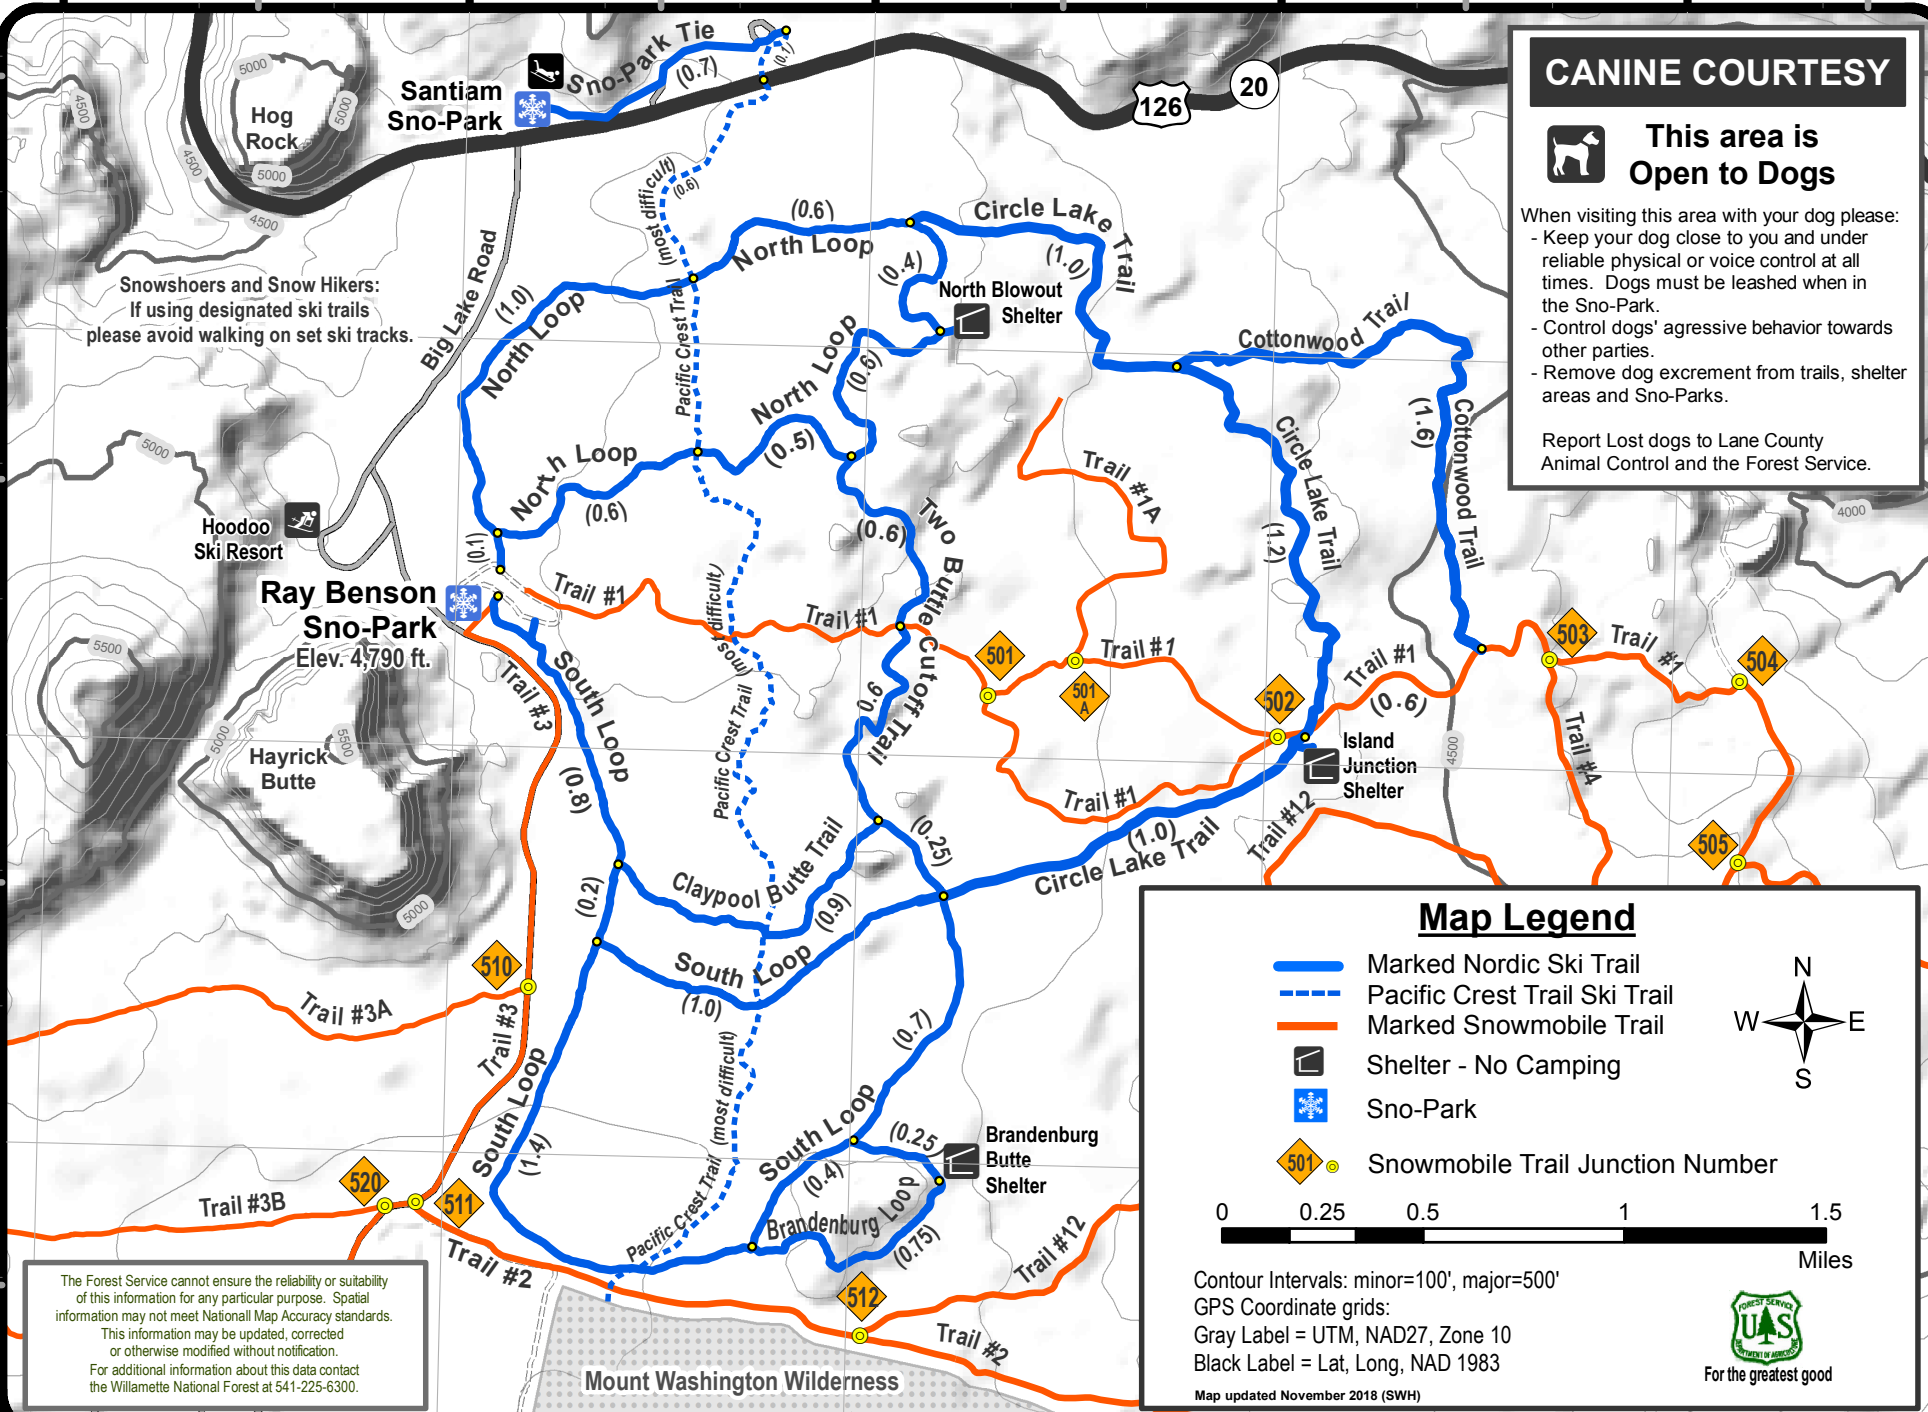 Sno-Park Tie
(0.7)
(0.1)
Santiam
Sno-Park
Hog
Rock
5000
5000
5000
4500
4500
4500
126
20
CANINE COURTESY
This area is
Open to Dogs
When visiting this area with your dog please:
- Keep your dog close to you and under
reliable physical or voice control at all
times. Dogs must be leashed when in
the Sno-Park.
- Control dogs' agressive behavior towards
other parties.
- Remove dog excrement from trails, shelter
areas and Sno-Parks.
Report Lost dogs to Lane County
Animal Control and the Forest Service.
Snowshoers and Snow Hikers:
If using designated ski trails
please avoid walking on set ski tracks.
Big Lake Road
Pacific Crest Trail (most difficult)
(0.6)
(0.6)
North Loop
Circle Lake Trail
(1.0)
(0.4)
North Blowout
Shelter
(1.0)
North Loop
North Loop
(0.6)
Cottonwood Trail
(1.6)
Cottonwood Trail
Circle Lake Trail
(1.2)
North Loop
(0.6)
(0.5)
Trail #1A
5000
4000
Hoodoo
Ski Resort
(0.1)
Ray Benson
Sno-Park
Elev. 4,790 ft.
Trail #1
Trail #1
(0.6)
Two Buttle Cutoff Trail
0.6
501
Trail #1
501
A
502
Trail #1
(0.6)
503
Trail #1
504
Trail #4
505
4500
Island
Junction
Shelter
Trail #12
Trail #1
(1.0)
Circle Lake Trail
5500
5000
5500
Hayrick
Butte
5000
Trail #3
South Loop
(0.8)
Pacific Crest Trail (most difficult)
(0.25)
Claypool Butte Trail
(0.9)
(0.2)
South Loop
(1.0)
510
Trail #3A
Trail #3
South Loop
(1.4)
(0.7)
South Loop
(0.4)
(0.25
Brandenburg
Butte
Shelter
Brandenburg Loop
(0.75)
Pacific Crest Trail (most difficult)
520
511
Trail #3B
Trail #2
512
Trail #12
Trail #2
Mount Washington Wilderness
The Forest Service cannot ensure the reliability or suitability
of this information for any particular purpose. Spatial
information may not meet Nationall Map Accuracy standards.
This information may be updated, corrected
or otherwise modified without notification.
For additional information about this data contact
the Willamette National Forest at 541-225-6300.
Map Legend
Marked Nordic Ski Trail
Pacific Crest Trail Ski Trail
Marked Snowmobile Trail
Shelter - No Camping
Sno-Park
501
Snowmobile Trail Junction Number
N
W E
S
0 0.25 0.5 1 1.5
Miles
Contour Intervals: minor=100', major=500'
GPS Coordinate grids:
Gray Label = UTM, NAD27, Zone 10
Black Label = Lat, Long, NAD 1983
Map updated November 2018 (SWH)
FOREST SERVICE
UAS
DEPARTMENT OF AGRICULTURE
For the greatest good